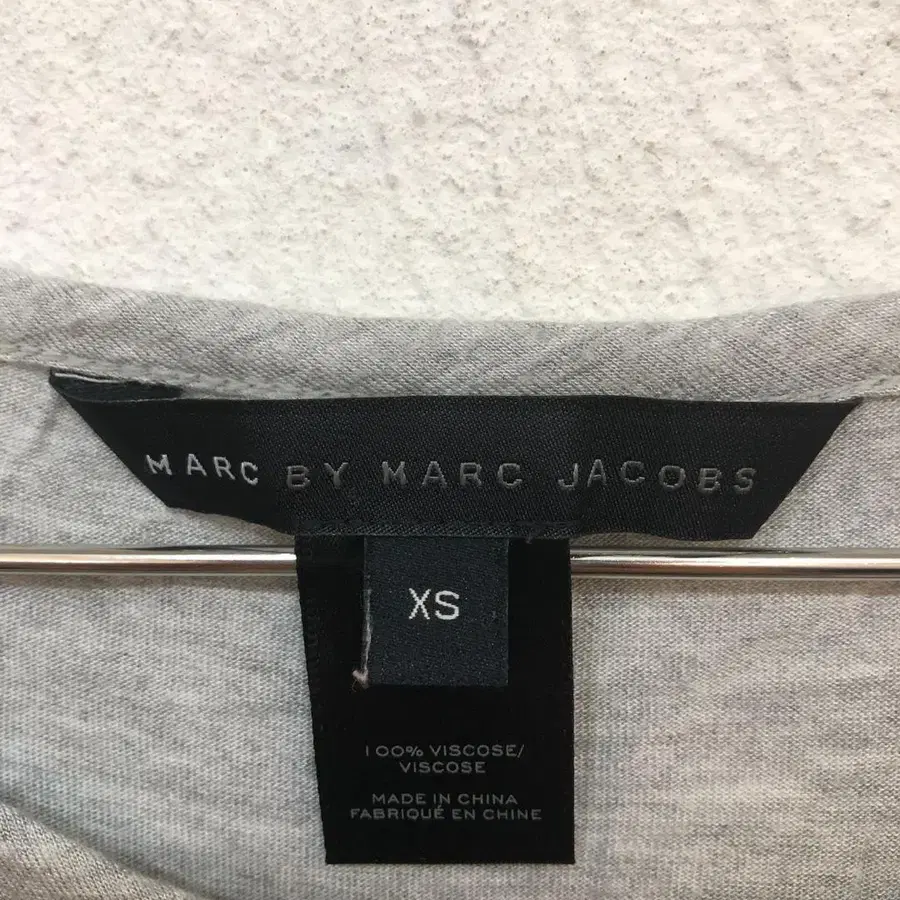 MARC BY MARC JACOBS
XS
100% VISCOSE/
VISCOSE
MADE IN CHINA
FABRIQUÉ EN CHINE